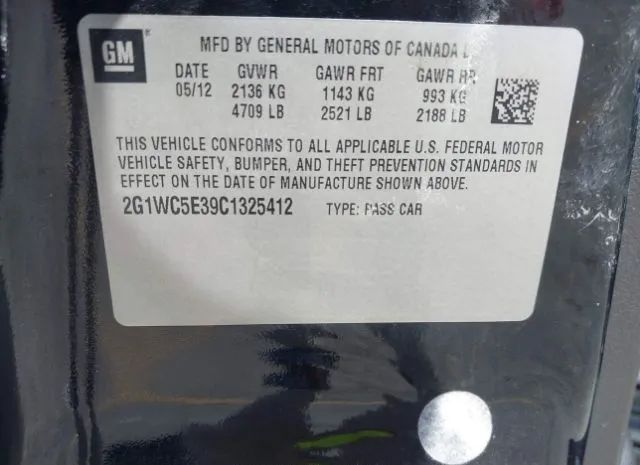 GM ®
MFD BY GENERAL MOTORS OF CANADA L
DATE GVWR GAWR FRT GAWR RR
05/12 2136 KG 1143 KG 993 KG
4709 LB 2521 LB 2188 LB
THIS VEHICLE CONFORMS TO ALL APPLICABLE U.S. FEDERAL MOTOR
VEHICLE SAFETY, BUMPER, AND THEFT PREVENTION STANDARDS IN
EFFECT ON THE DATE OF MANUFACTURE SHOWN ABOVE.
2G1WC5E39C1325412 TYPE: PASS CAR